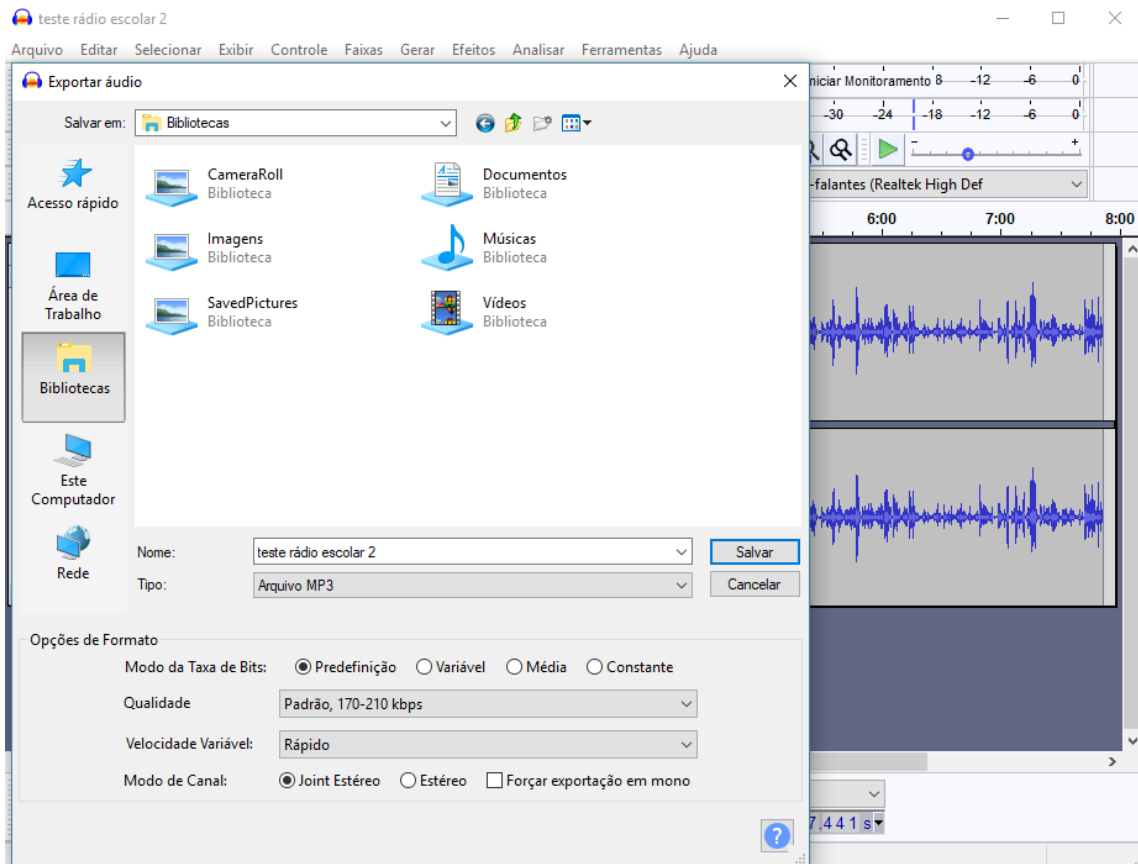 teste rádio escolar 2
Arquivo Editar Selecionar Exibir Controle Faixas Gerar Efeitos Analisar Ferramentas Ajuda
Exportar áudio
niciar Monitoramento 8 -12 -6 0
Salvar em: Bibliotecas
-30 -24 -18 -12 -6 0
- +
-falantes (Realtek High Def
6:00 7:00 8:00
Acesso rápido
Área de
Trabalho
Bibliotecas
Este
Computador
Rede
CameraRoll
Biblioteca
Documentos
Biblioteca
Imagens
Biblioteca
Músicas
Biblioteca
SavedPictures
Biblioteca
Vídeos
Biblioteca
Nome: teste rádio escolar 2 Salvar
Tipo: Arquivo MP3 Cancelar
Opções de Formato
Modo da Taxa de Bits: Predefinição Variável Média Constante
Qualidade Padrão, 170-210 kbps
Velocidade Variável: Rápido
Modo de Canal: Joint Estéreo Estéreo Forçar exportação em mono
7.441 s
?